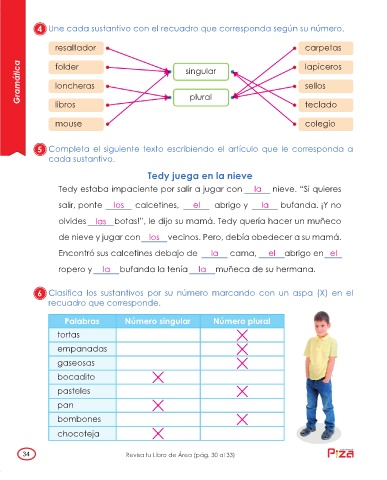 Gramática
4 Une cada sustantivo con el recuadro que corresponda según su número.
resaltador
folder
loncheras
libros
mouse
singular
plural
carpetas
lapiceros
sellos
teclado
colegio
5 Completa el siguiente texto escribiendo el artículo que le corresponda a
cada sustantivo.
Tedy juega en la nieve
Tedy estaba impaciente por salir a jugar con la nieve. "Si quieres
salir, ponte los calcetines, el abrigo y la bufanda. ¡Y no
olvides las botas!", le dijo su mamá. Tedy quería hacer un muñeco
de nieve y jugar con los vecinos. Pero, debía obedecer a su mamá.
Encontró sus calcetines debajo de la cama, el abrigo en el
ropero y la bufanda la tenía la muñeca de su hermana.
6 Clasifica los sustantivos por su número marcando con un aspa (X) en el
recuadro que corresponde.
Palabras Número singular Número plural
tortas X
empanadas X
gaseosas X
bocadito X
pasteles X
pan X
bombones X
chocoteja X
34
Revisa tu Libro de Área (pág. 30 al 33)
Piza